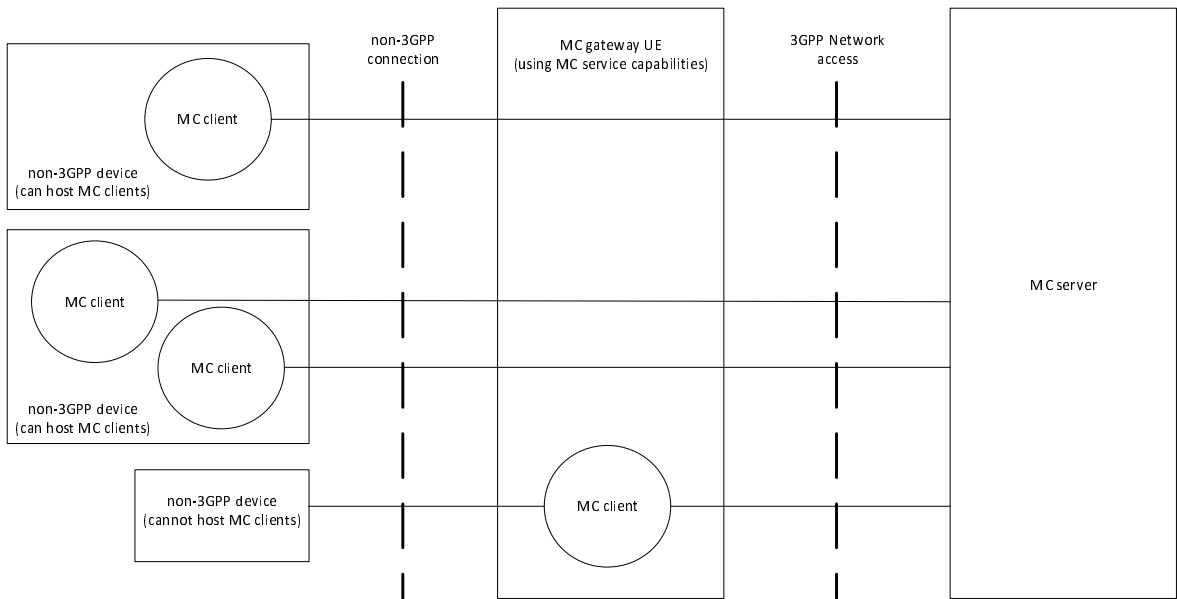 non-3GPP
connection
MC gateway UE
(using MC service capabilities)
3GPP Network
access
MC client
non-3GPP device
(can host MC clients)
MC client
MC client
non-3GPP device
(can host MC clients)
MC server
non-3GPP device
(cannot host MC clients)
MC client